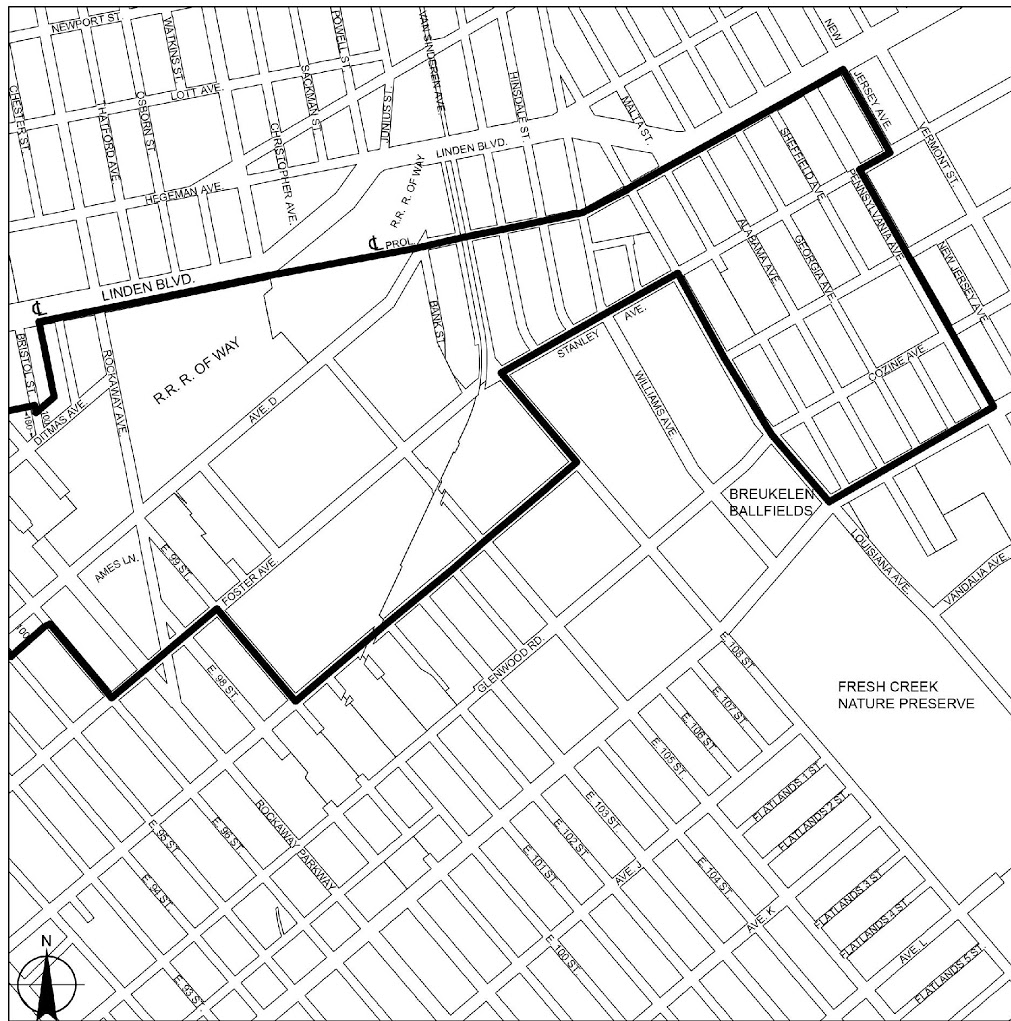 NEWPORT ST.
WATKINS ST.
POWELL ST.
VAN SINDEREN AVE.
NEW
JERSEY AVE.
CHESTER ST.
LOTT AVE.
THATFORD AVE.
OSBORN ST.
SACKMAN ST.
JUNIUS ST.
HINSDALE ST.
MALTA ST.
CHRISTOPHER AVE.
LINDEN BLVD.
SHEFFIELD AVE.
VERMONT ST.
HEGEMAN AVE.
R.R. R. OF WAY
PENNSYLVANIA AVE.
℄ PROL.
ALABAMA AVE.
GEORGIA AVE.
NEW JERSEY AVE.
℄
LINDEN BLVD.
BRISTOL ST.
ROCKAWAY AVE.
R.R. R. OF WAY
BANK ST.
STANLEY AVE.
COZINE AVE.
180
100
DITMAS AVE.
AVE. D
WILLIAMS AVE.
BREUKELEN
BALLFIELDS
LOUISIANA AVE.
VANDALIA AVE.
AMES LN.
E. 99 ST.
FOSTER AVE.
100
E. 98 ST.
GLENWOOD RD.
E. 108 ST.
E. 107 ST.
E. 106 ST.
E. 105 ST.
FRESH CREEK
NATURE PRESERVE
FLATLANDS 1 ST.
FLATLANDS 2 ST.
ROCKAWAY PARKWAY
E. 95 ST.
E. 96 ST.
E. 94 ST.
E. 103 ST.
E. 102 ST.
E. 101 ST.
AVE. J
E. 104 ST.
AVE. K
FLATLANDS 3 ST.
FLATLANDS 4 ST.
AVE. L
FLATLANDS 5 ST.
E. 100 ST.
E. 93 ST.
N